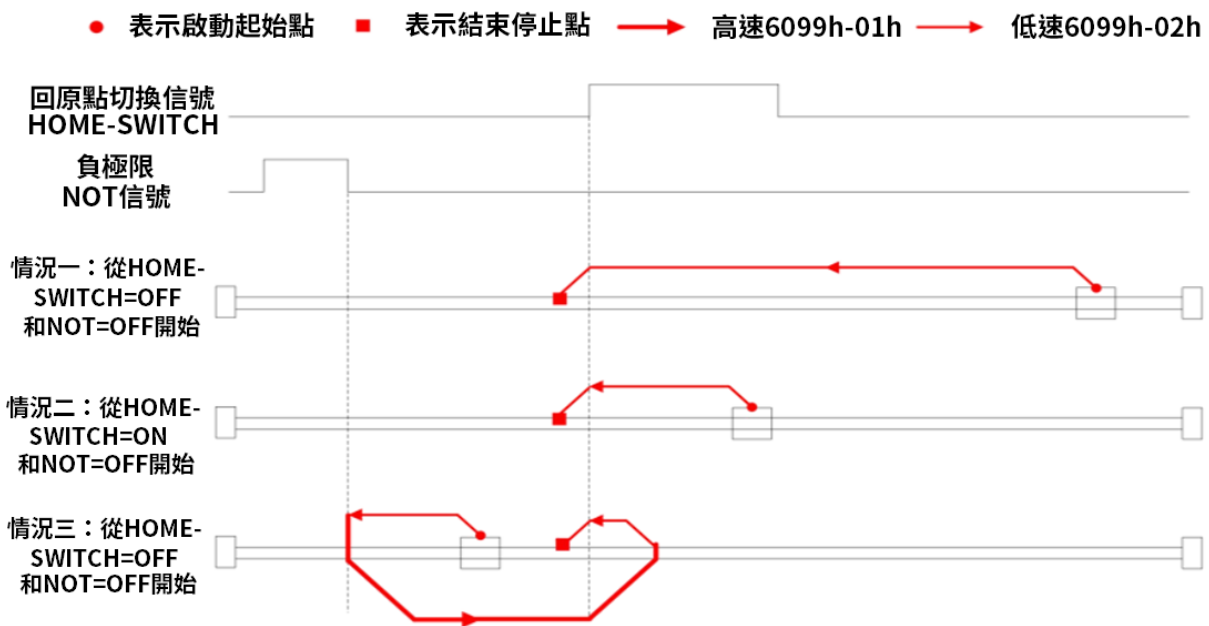 表示啟動起始點 表示結束停止點 高速6099h-01h 低速6099h-02h
回原點切換信號
HOME-SWITCH
負極限
NOT信號
情況一：從HOME-
SWITCH=OFF
和NOT=OFF開始
情況二：從HOME-
SWITCH=ON
和NOT=OFF開始
情況三：從HOME-
SWITCH=OFF
和NOT=OFF開始